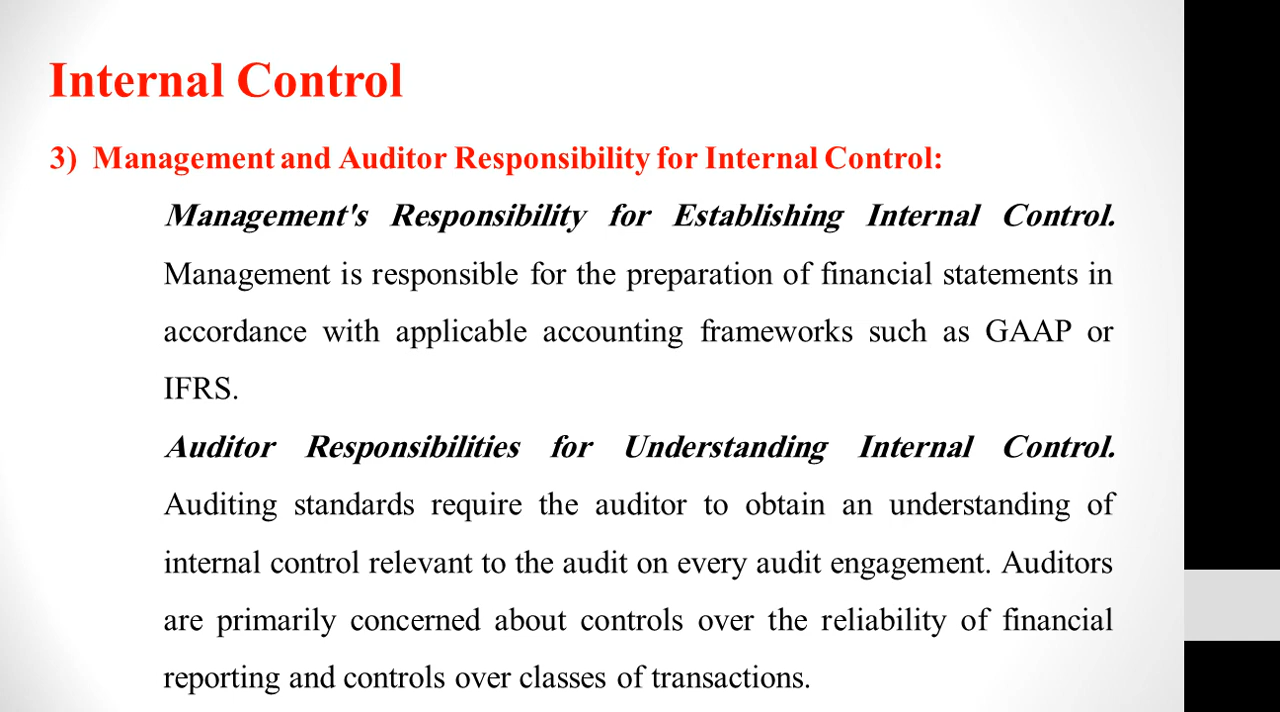 Internal Control
3) Management and Auditor Responsibility for Internal Control:
Management's Responsibility for Establishing Internal Control.
Management is responsible for the preparation of financial statements in
accordance with applicable accounting frameworks such as GAAP or
IFRS.
Auditor Responsibilities for Understanding Internal Control.
Auditing standards require the auditor to obtain an understanding of
internal control relevant to the audit on every audit engagement. Auditors
are primarily concerned about controls over the reliability of financial
reporting and controls over classes of transactions.